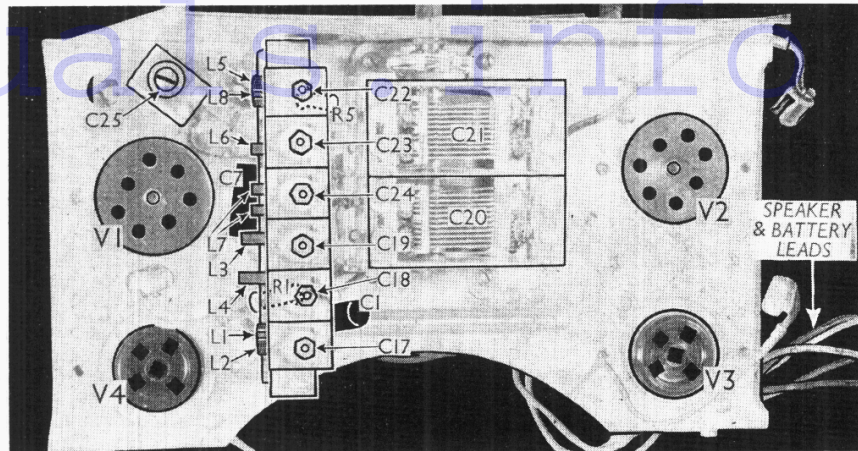 uals.info
L5
L8
C25
L6
C7
V1
L7
L3
L4
L1
L2
V4
C22
R5
C23
C24
C19
R1
C18
C1
C17
C21
C20
V2
SPEAKER
& BATTERY
LEADS
V3